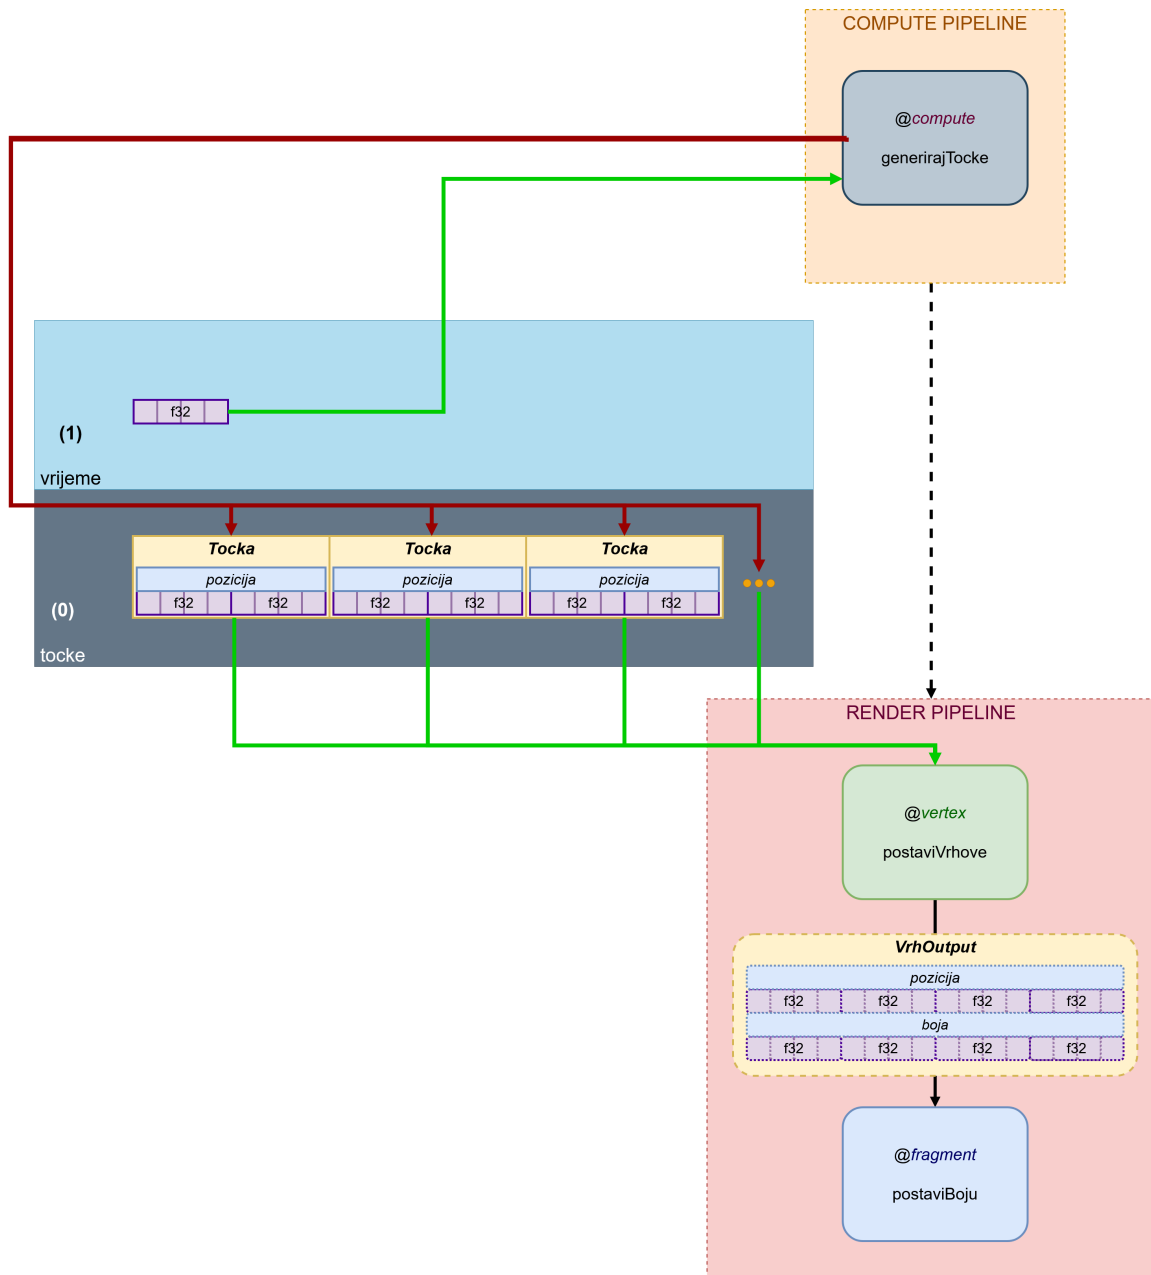 COMPUTE PIPELINE
@compute
generirajTocke
f32
(1)
vrijeme
Tocka Tocka Tocka
pozicija pozicija pozicija
f32 f32 f32 f32 f32 f32
(0)
tocke
RENDER PIPELINE
@vertex
postaviVrhove
VrhOutput
pozicija
f32 f32 f32 f32
boja
f32 f32 f32 f32
@fragment
postaviBoju